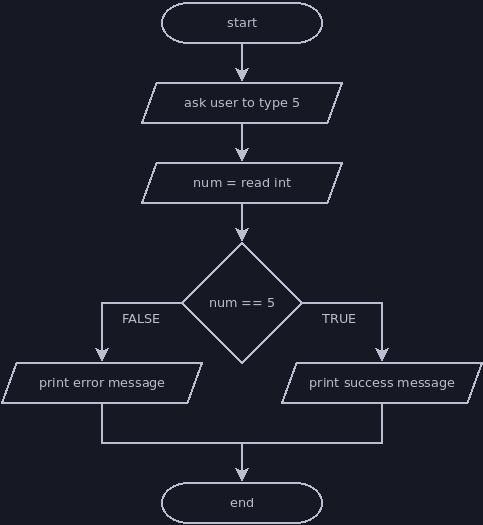 start
ask user to type 5
num = read int
num == 5
FALSE
TRUE
print error message
print success message
end